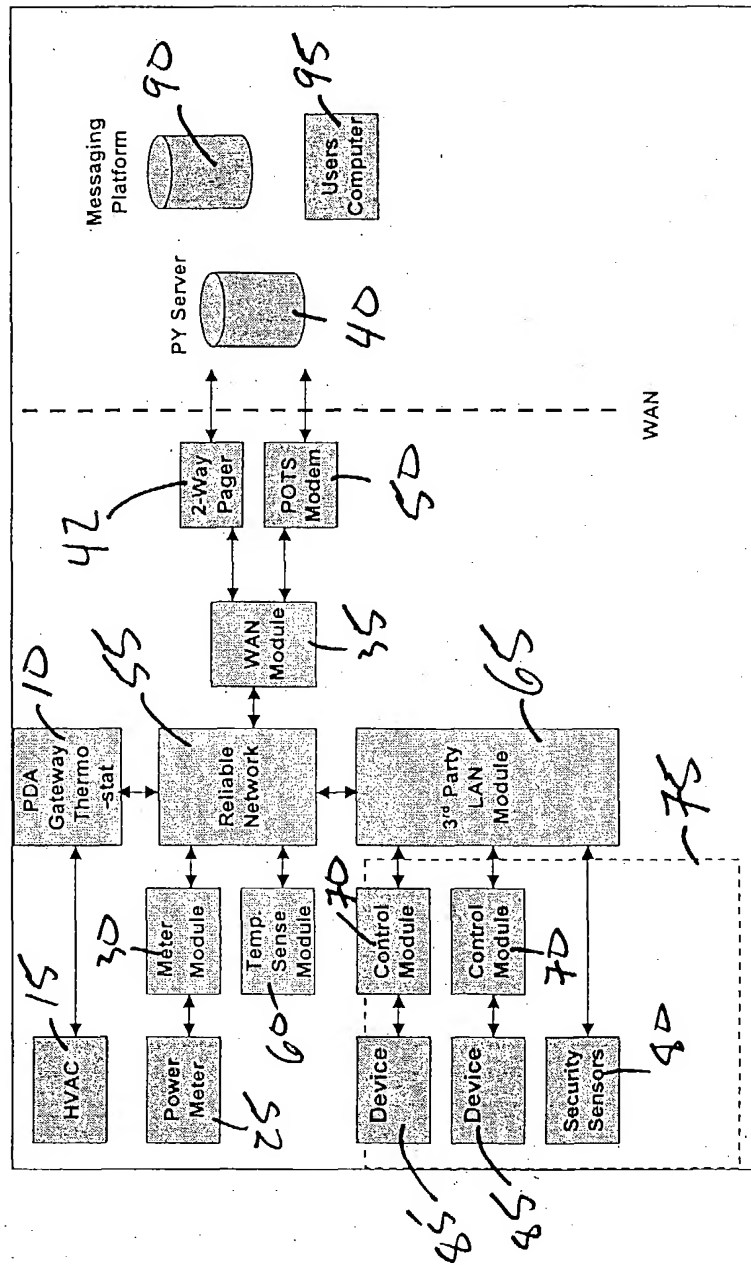 HVAC
15
PDA
Gateway
Thermo
-stat
10
Power
Meter
25
Meter
Module
30
Temp.
Sense
Module
60
Reliable
Network
55
WAN
Module
35
2-Way
Pager
42
POTS
Modem
50
PY Server
40
Messaging
Platform
90
Users
Computer
95
WAN
Device
85'
Control
Module
70
Device
85
Control
Module
70
Security
Sensors
80
3rd Party
LAN
Module
65
75